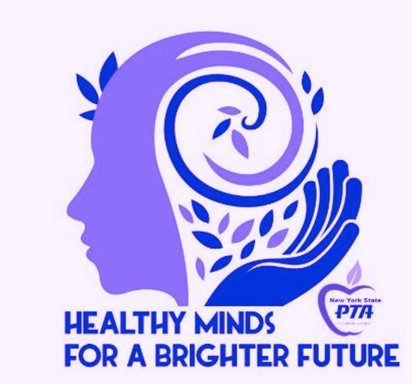 New York State
PTA
HEALTHY MINDS
FOR A BRIGHTER FUTURE